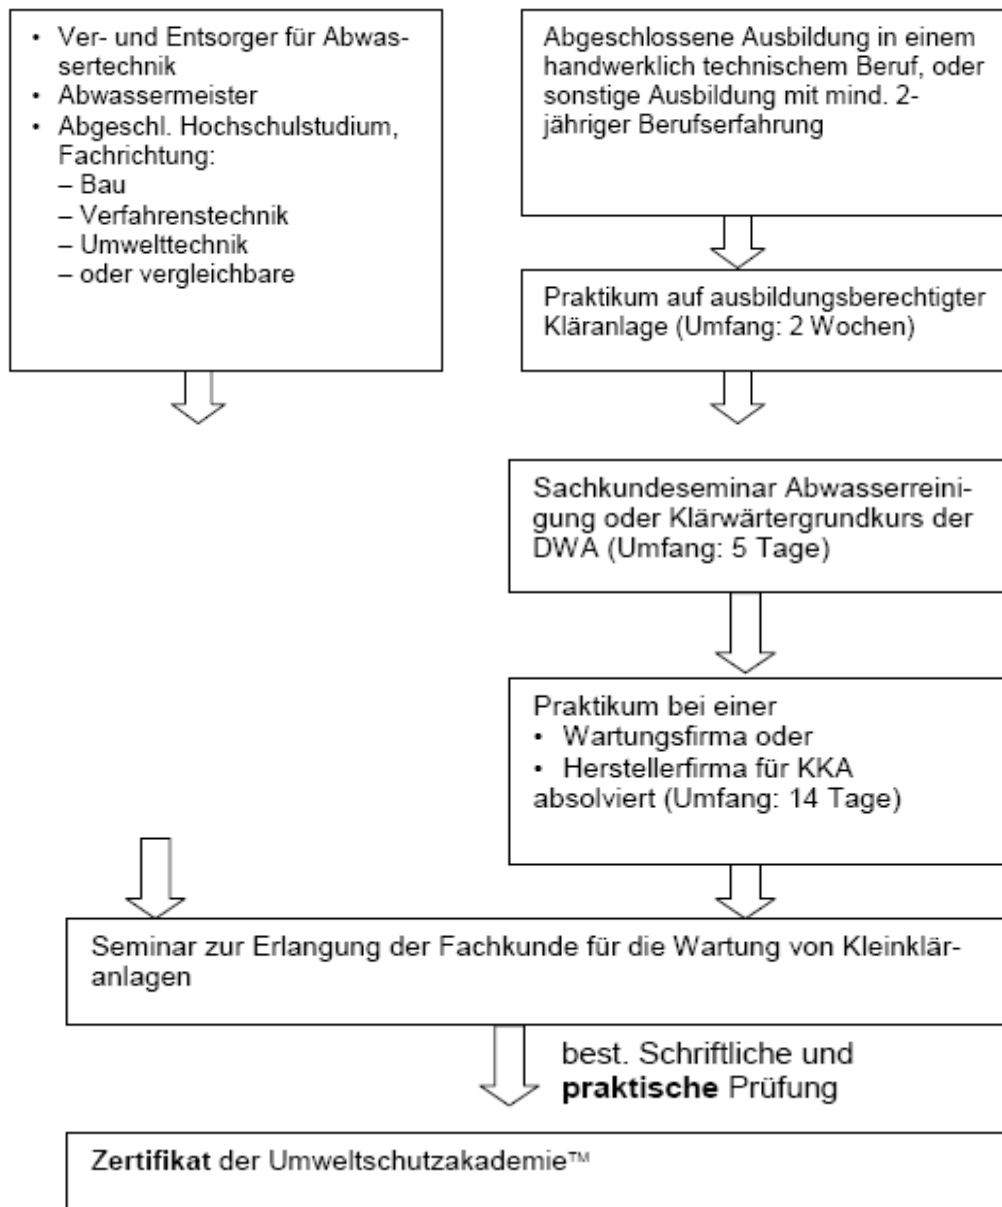 • Ver- und Entsorger für Abwas-
sertechnik
• Abwassermeister
• Abgeschl. Hochschulstudium,
Fachrichtung:
– Bau
– Verfahrenstechnik
– Umwelttechnik
– oder vergleichbare
Abgeschlossene Ausbildung in einem
handwerklich technischem Beruf, oder
sonstige Ausbildung mit mind. 2-
jähriger Berufserfahrung
Praktikum auf ausbildungsberechtigter
Kläranlage (Umfang: 2 Wochen)
Sachkundeseminar Abwasserreini-
gung oder Klärwärtergrundkurs der
DWA (Umfang: 5 Tage)
Praktikum bei einer
• Wartungsfirma oder
• Herstellerfirma für KKA
absolviert (Umfang: 14 Tage)
Seminar zur Erlangung der Fachkunde für die Wartung von Kleinklär-
anlagen
best. Schriftliche und
praktische Prüfung
Zertifikat der Umweltschutzakademie™